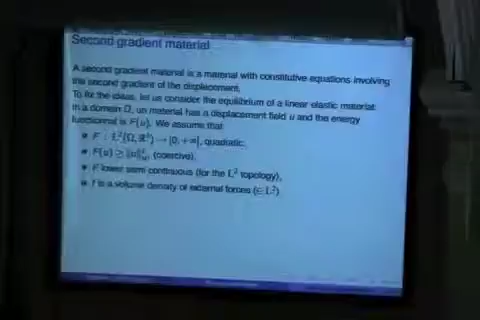 Second gradient material
A second gradient material is a material with constitutive equations involving
the second gradient of the displacement.
To fix the ideas, let us consider the equilibrium of a linear elastic material:
in a domain Ω, un material has a displacement field u and the energy
functionnal is F(u). We assume that
F : L²(Ω, ℝ³) → [0, +∞], quadratic.
F(u) ≥ (coercive).
F lower semi continuous (for the L² topology),
f is a volume density of external forces (∈ L²)